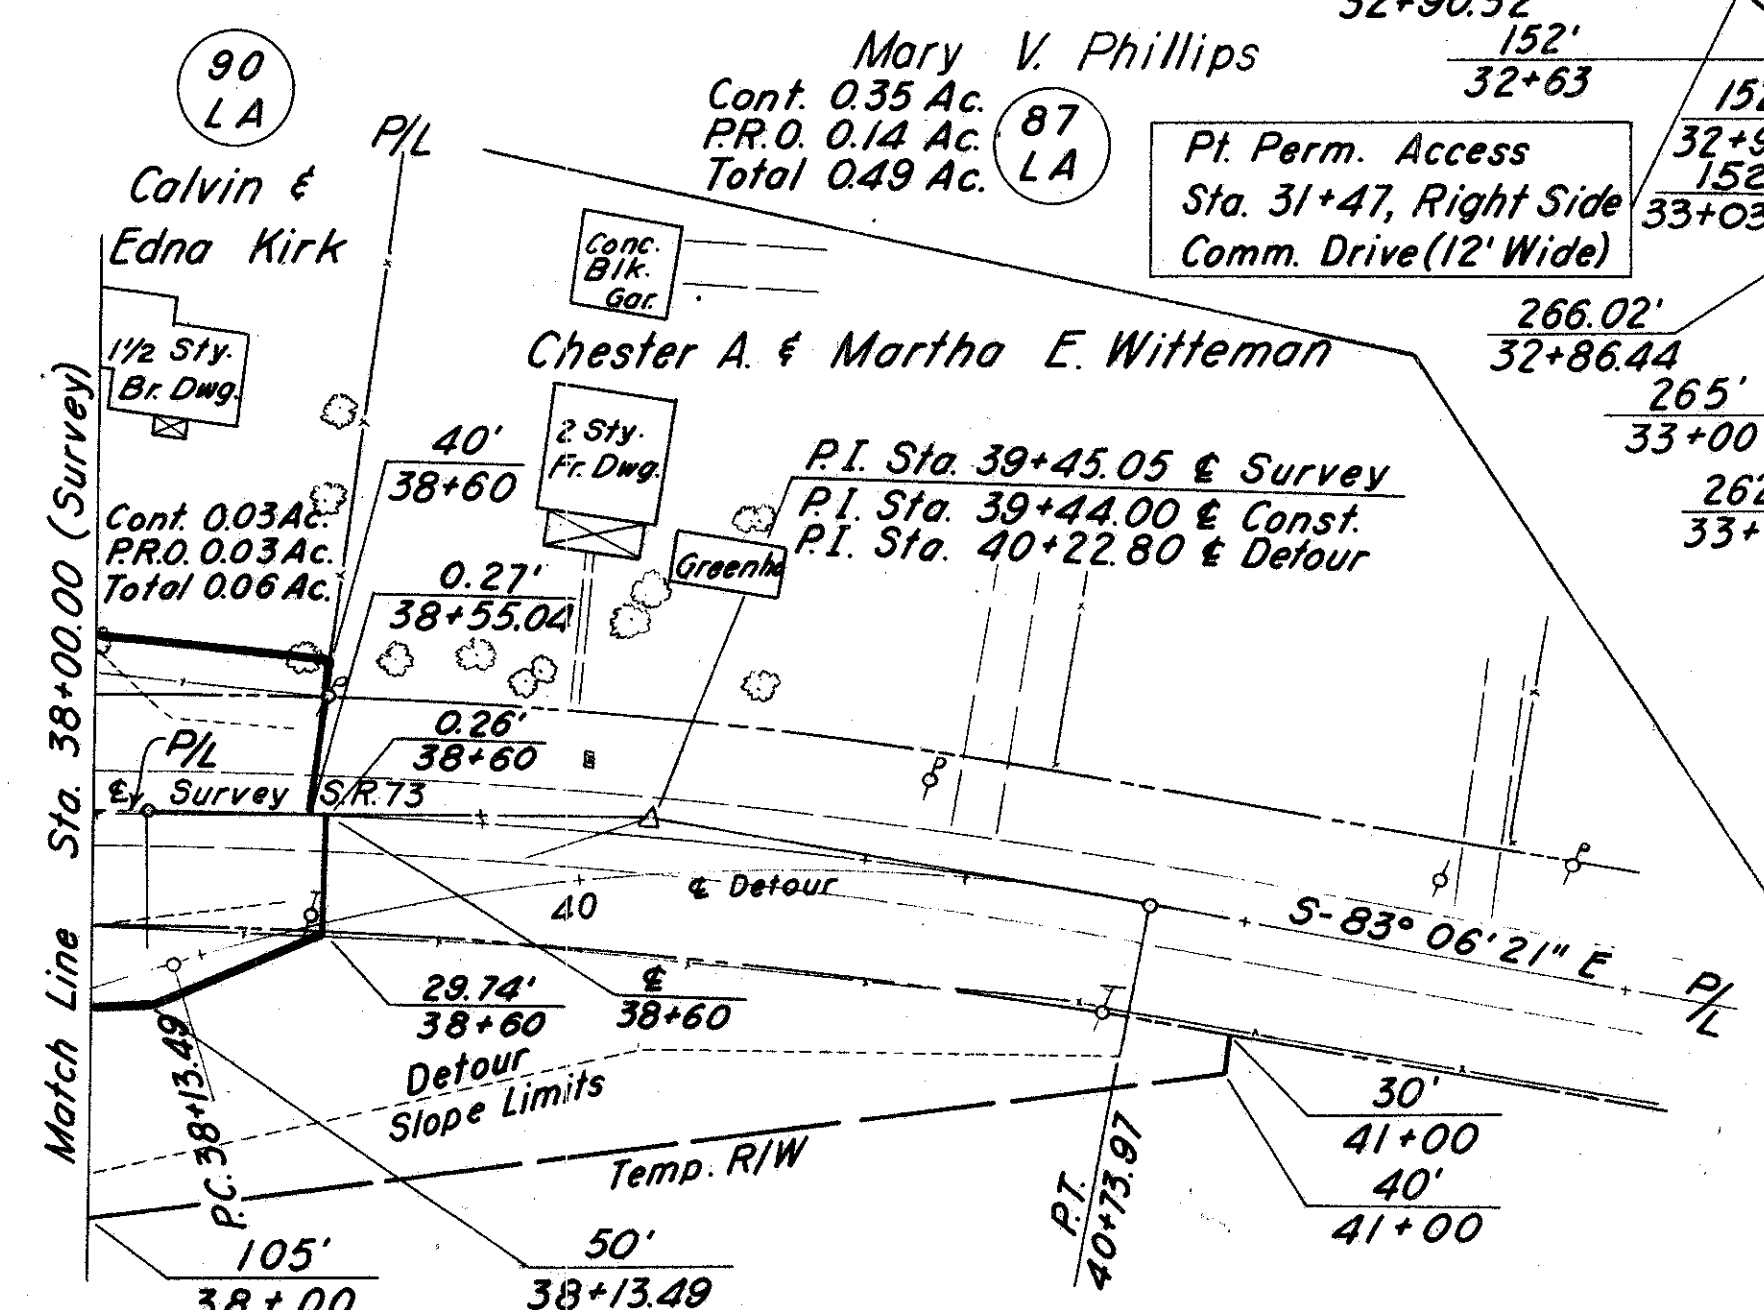 90
LA
Calvin &
Edna Kirk
P/L
Mary V. Phillips
Cont. 0.35 Ac.
P.R.O. 0.14 Ac.
Total 0.49 Ac.
87
LA
32+90.52
152'
32+63
Pt. Perm. Access
Sta. 31+47, Right Side
Comm. Drive (12' Wide)
33+03
266.02'
32+86.44
265'
33+00
Conc.
Blk.
Gar.
Chester A. & Martha E. Witteman
1 1/2 Sty.
Br. Dwg.
2 Sty.
Fr. Dwg.
40'
38+60
P.I. Sta. 39+45.05 ℄ Survey
P.I. Sta. 39+44.00 ℄ Const.
P.I. Sta. 40+22.80 ℄ Detour
Cont. 0.03 Ac.
P.R.O. 0.03 Ac.
Total 0.06 Ac.
Greenho
0.27'
38+55.04
0.26'
38+60
P/L
℄ Survey S.R. 73
Match Line Sta. 38+00.00 (Survey)
40
℄ Detour
S-83° 06' 21" E
P/L
29.74'
38+60
℄
38+60
Detour
Slope Limits
P.C. 38+13.49
Temp. R/W
P.T.
40+73.97
30'
41+00
40'
41+00
105'
38+00
50'
38+13.49